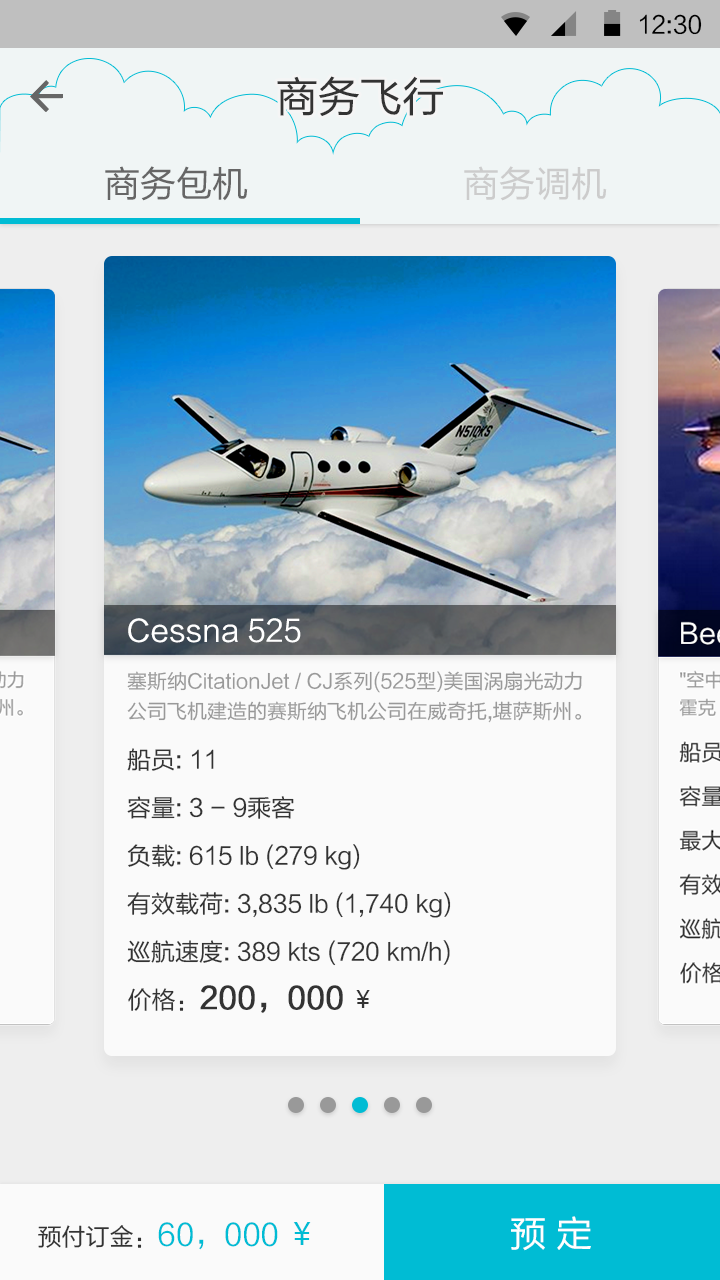 12:30
商务飞行
商务包机
商务调机
N510KS
Cessna 525
塞斯纳CitationJet / CJ系列(525型)美国涡扇光动力
公司飞机建造的赛斯纳飞机公司在威奇托,堪萨斯州。
船员: 11
容量: 3 – 9乘客
负载: 615 lb (279 kg)
有效载荷: 3,835 lb (1,740 kg)
巡航速度: 389 kts (720 km/h)
价格：200，000 ¥
动力
州。
Bee
"空中
霍克
船员
容量
最大
有效
巡航
价格
预付订金：60，000 ¥
预 定